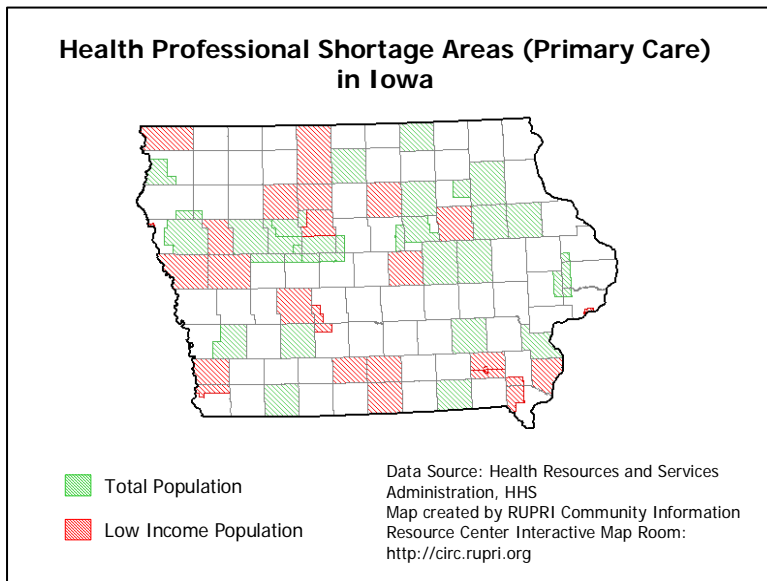 Health Professional Shortage Areas (Primary Care)
in Iowa
Total Population
Low Income Population
Data Source: Health Resources and Services
Administration, HHS
Map created by RUPRI Community Information
Resource Center Interactive Map Room:
http://circ.rupri.org